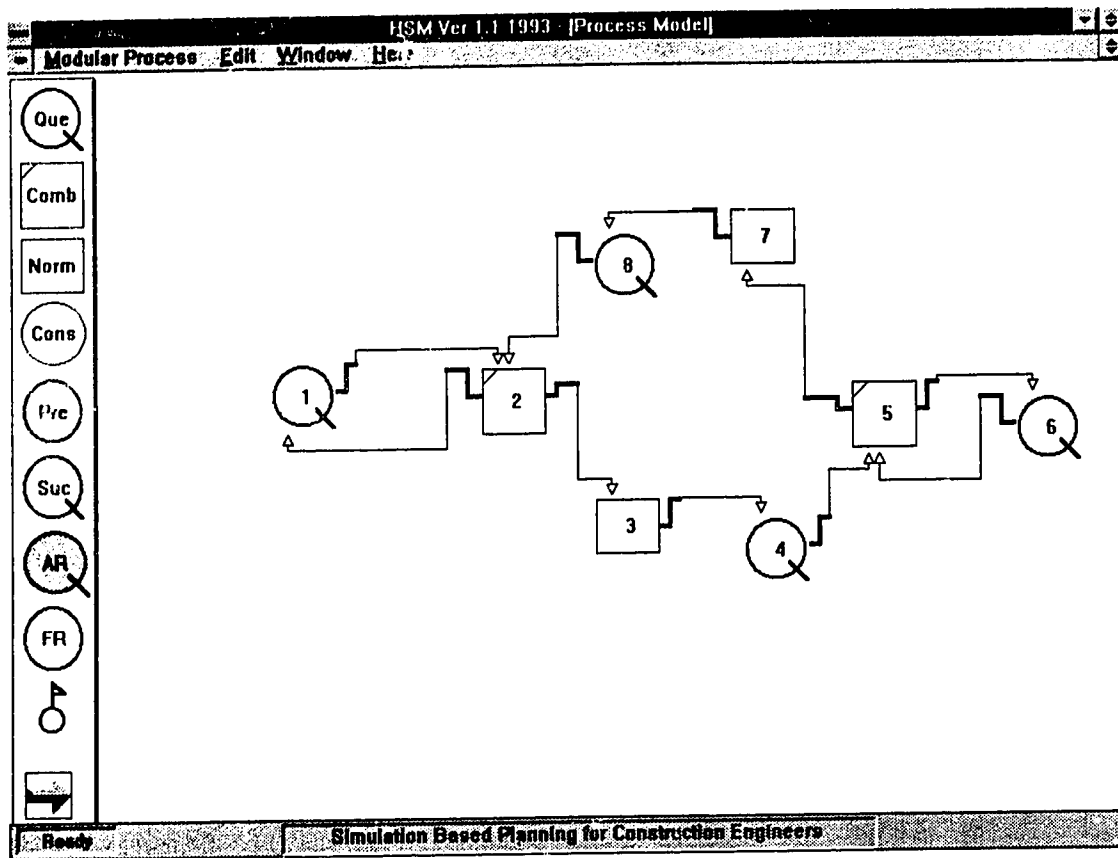 HSM Ver 1.1 1993 - [Process Model]
Modular Process Edit Window
Que
Comb
Norm
Cons
Pre
Suc
AR
FR
7
8
1
2
5
6
3
4
Ready
Simulation Based Planning for Construction Engineers